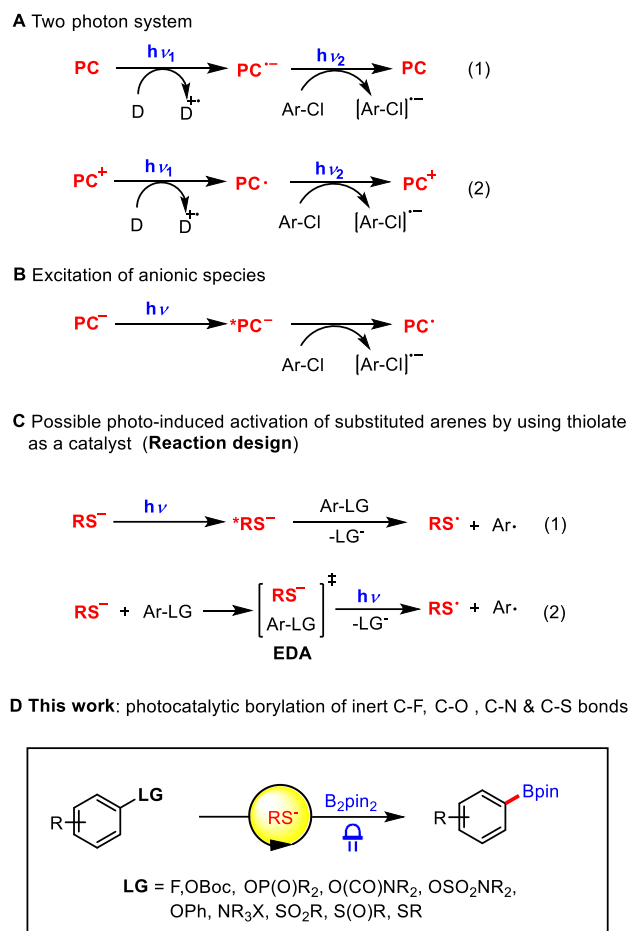 A Two photon system
hν1 hν2
PC PC•− PC (1)
D D+• Ar-Cl [Ar-Cl]•−
hν1 hν2
PC+ PC• PC+ (2)
D D+• Ar-Cl [Ar-Cl]•−
B Excitation of anionic species
hν
PC− *PC− PC•
Ar-Cl [Ar-Cl]•−
C Possible photo-induced activation of substituted arenes by using thiolate
as a catalyst (Reaction design)
hν Ar-LG
RS− *RS− RS• + Ar• (1)
-LG-
RS− ‡ hν
RS− + Ar-LG [Ar-LG] RS• + Ar• (2)
-LG-
EDA
D This work: photocatalytic borylation of inert C-F, C-O , C-N & C-S bonds
LG B2pin2 Bpin
R RS- R
LG = F,OBoc, OP(O)R2, O(CO)NR2, OSO2NR2,
OPh, NR3X, SO2R, S(O)R, SR